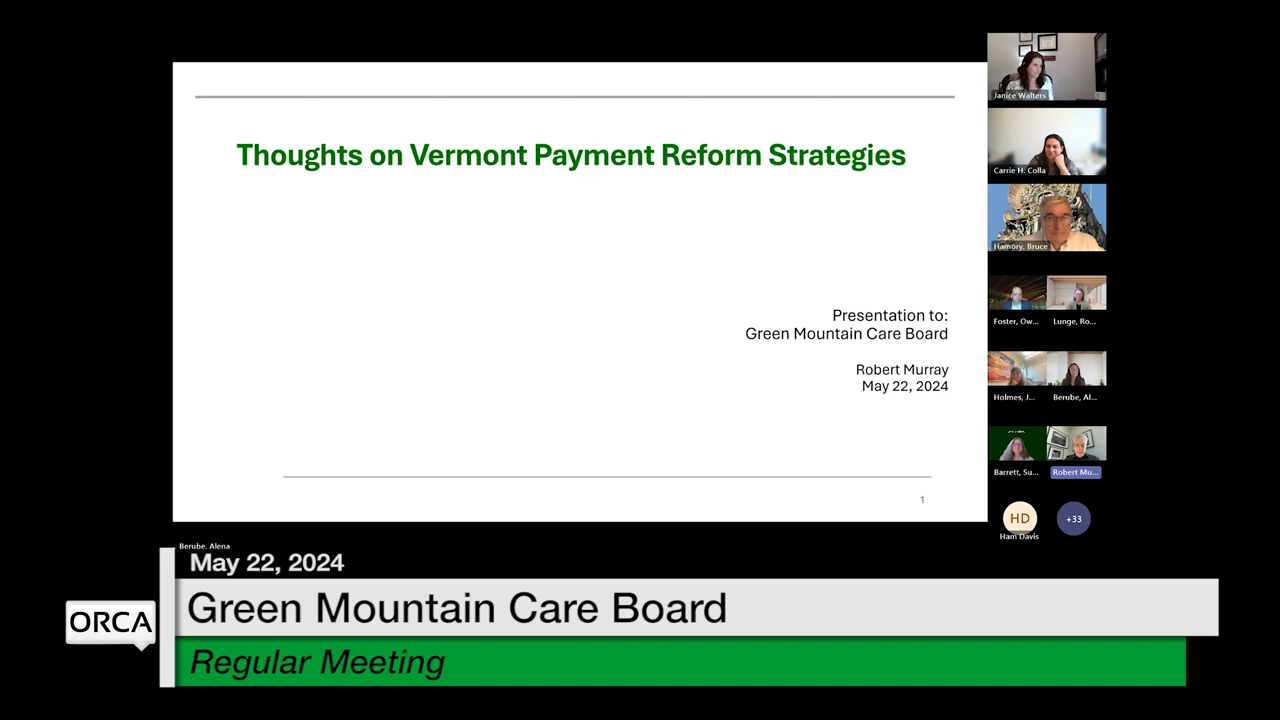 Thoughts on Vermont Payment Reform Strategies
Presentation to:
Green Mountain Care Board
Robert Murray
May 22, 2024
1
Janice Walters
Carrie H. Colla
Hamory, Bruce
Foster, Ow...
Lunge, Ro...
Holmes, J...
Berube, Al...
Barrett, Su...
Robert Mu...
HD
+33
Ham Davis
Berube, Alena
May 22, 2024
ORCA
Green Mountain Care Board
Regular Meeting